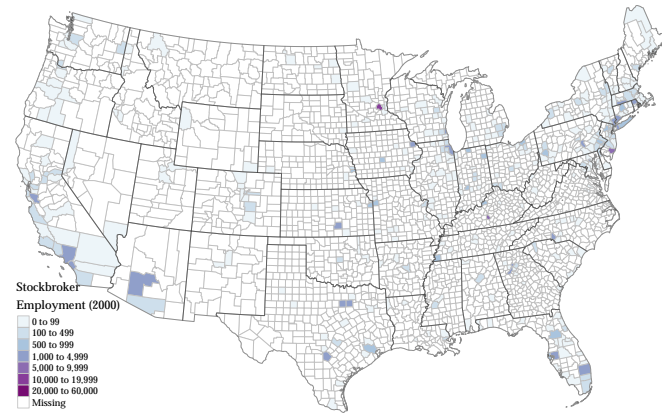 Stockbroker
Employment (2000)
0 to 99
100 to 499
500 to 999
1,000 to 4,999
5,000 to 9,999
10,000 to 19,999
20,000 to 60,000
Missing